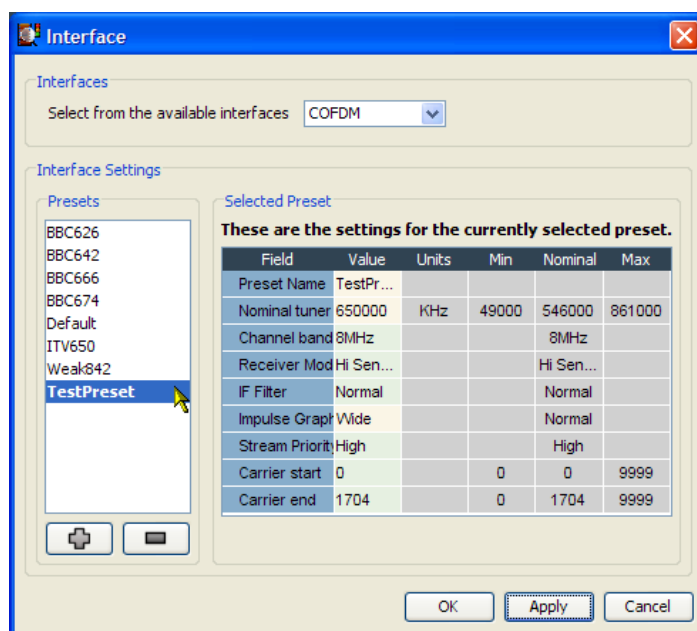 Interface
Interfaces
Select from the available interfaces COFDM
Interface Settings
Presets
BBC626
BBC642
BBC666
BBC674
Default
ITV650
Weak842
TestPreset
Selected Preset
These are the settings for the currently selected preset.
Field Value Units Min Nominal Max
Preset Name TestPr...
Nominal tuner 650000 KHz 49000 546000 861000
Channel band 8MHz 8MHz
Receiver Mod Hi Sen... Hi Sen...
IF Filter Normal Normal
Impulse Graph Wide Normal
Stream Priority High High
Carrier start 0 0 0 9999
Carrier end 1704 0 1704 9999
OK Apply Cancel